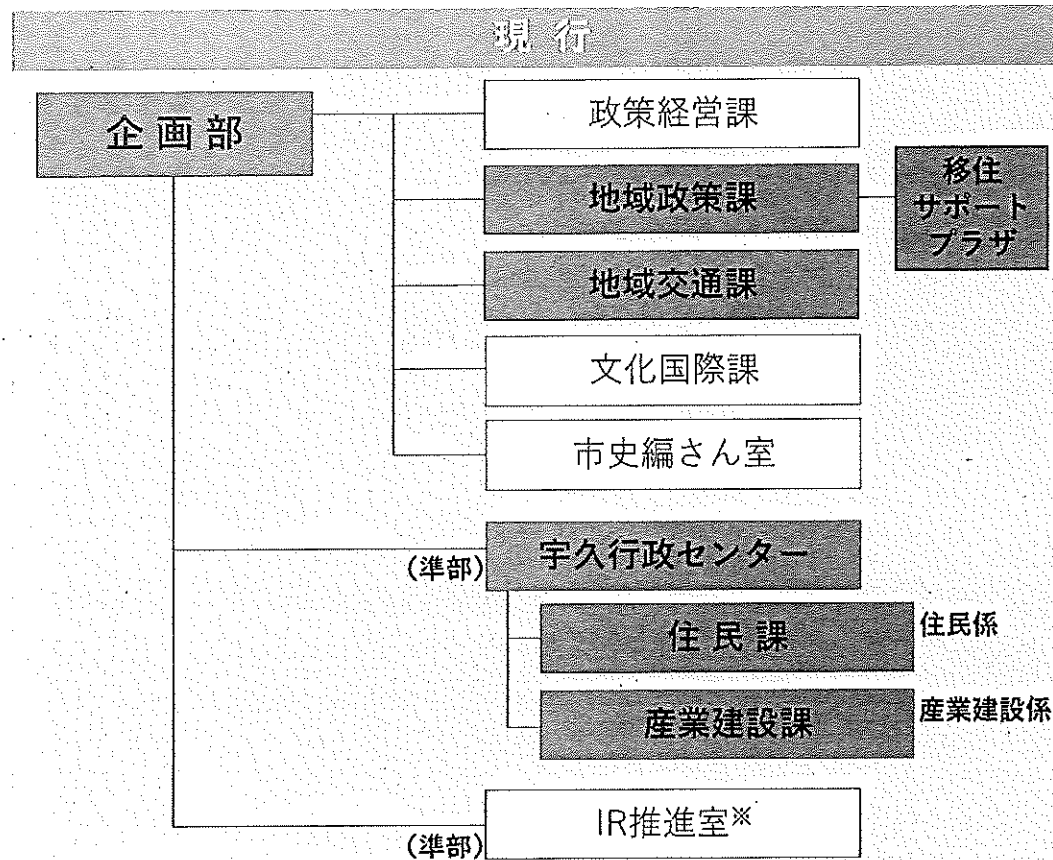 現行
企画部
政策経営課
地域政策課
移住
サポート
プラザ
地域交通課
文化国際課
市史編さん室
(準部)
宇久行政センター
住民課
住民係
産業建設課
産業建設係
(準部)
IR推進室※